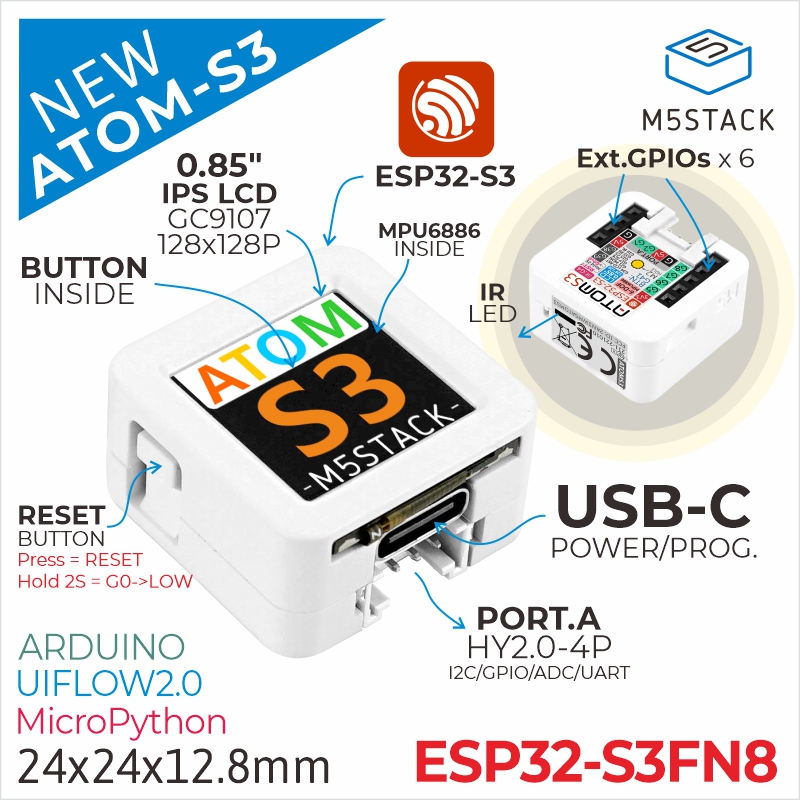 NEW
ATOM-S3
M5STACK
ESP32-S3
Ext.GPIOs x 6
0.85"
IPS LCD
GC9107
128x128P
MPU6886
INSIDE
BUTTON
INSIDE
IR
LED
ATOM
S3
-M5STACK-
ATOMS3
RESET
BUTTON
Press = RESET
Hold 2S = G0->LOW
USB-C
POWER/PROG.
PORT.A
HY2.0-4P
I2C/GPIO/ADC/UART
ARDUINO
UIFLOW2.0
MicroPython
24x24x12.8mm
ESP32-S3FN8